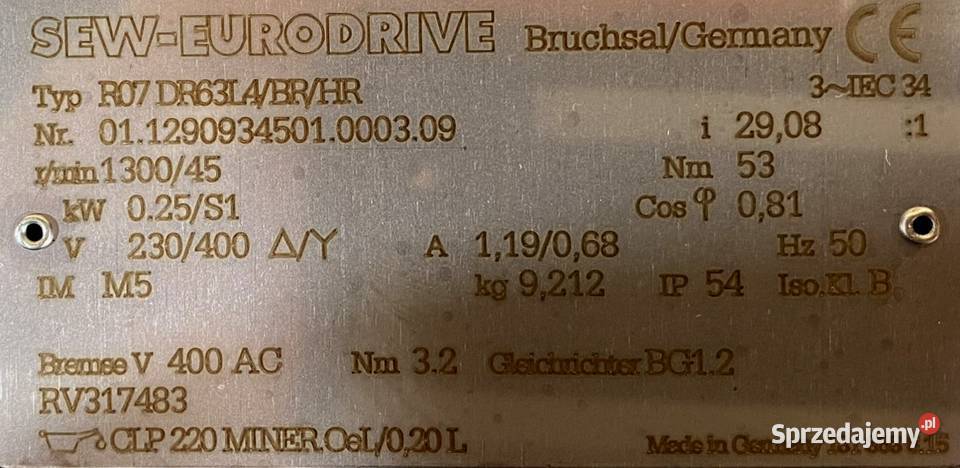 SEW-EURODRIVE Bruchsal/Germany CE
Typ R07 DR63L4/BR/HR 3~IEC 34
Nr. 01.1290934501.0003.09 i 29,08 :1
r/min 1300/45 Nm 53
kW 0.25/S1 Cos φ 0,81
V 230/400 Δ/Y A 1,19/0,68 Hz 50
IM M5 kg 9,212 IP 54 Iso.Kl. B
Bremse V 400 AC Nm 3.2 Gleichrichter BG1.2
RV317483
CLP 220 MINER.OeL/0,20 L Made in Germany
Sprzedajemy.pl